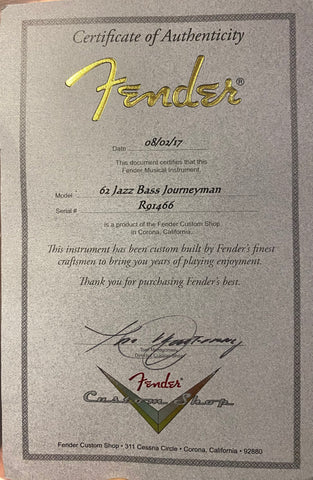 Certificate of Authenticity
Fender®
Date 08/02/17
This document certifies that this
Fender Musical Instrument,
Model 62 Jazz Bass Journeyman
Serial # R91466
Is a product of the Fender Custom Shop
in Corona, California.
This instrument has been custom built by Fender's finest
craftsmen to bring you years of playing enjoyment.
Thank you for purchasing Fender's best.
Fender
Custom Shop
Fender Custom Shop • 311 Cessna Circle • Corona, California • 92880